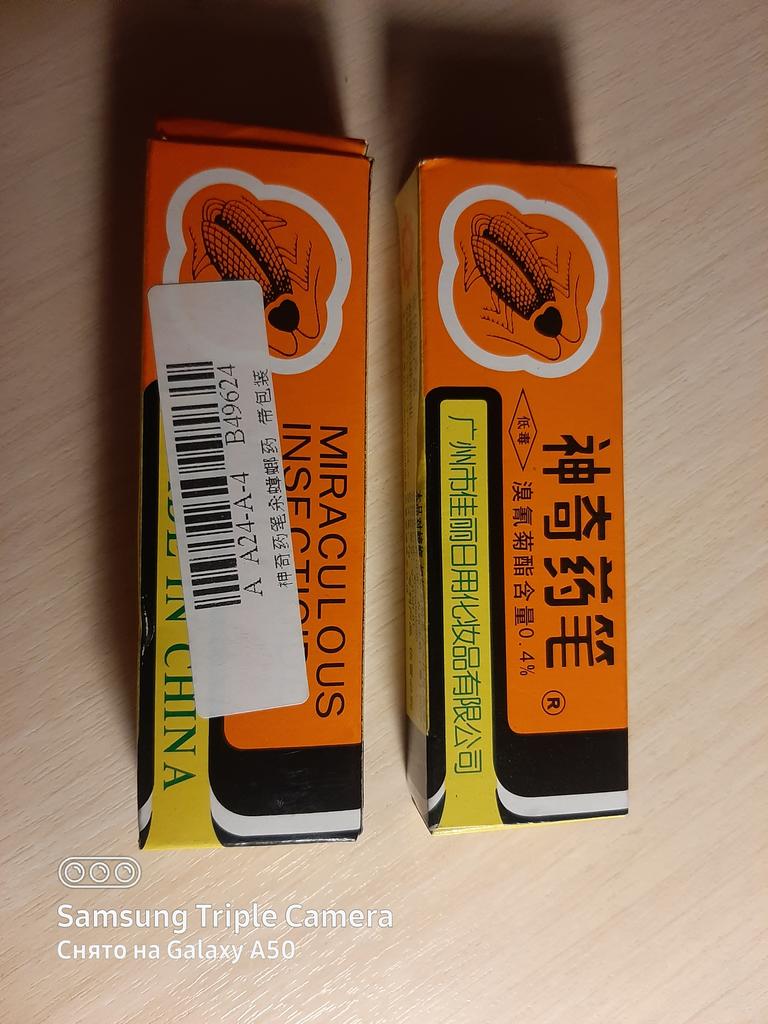 MIRACULOUS
INSECTICID
IN CHINA
A A24-A-4 B49624
神奇药笔杀蟑螂药 带包装
神奇药笔®
低毒
溴氰菊酯含量0.4%
广州市佳丽日用化妆品有限公司
Samsung Triple Camera
Снято на Galaxy A50